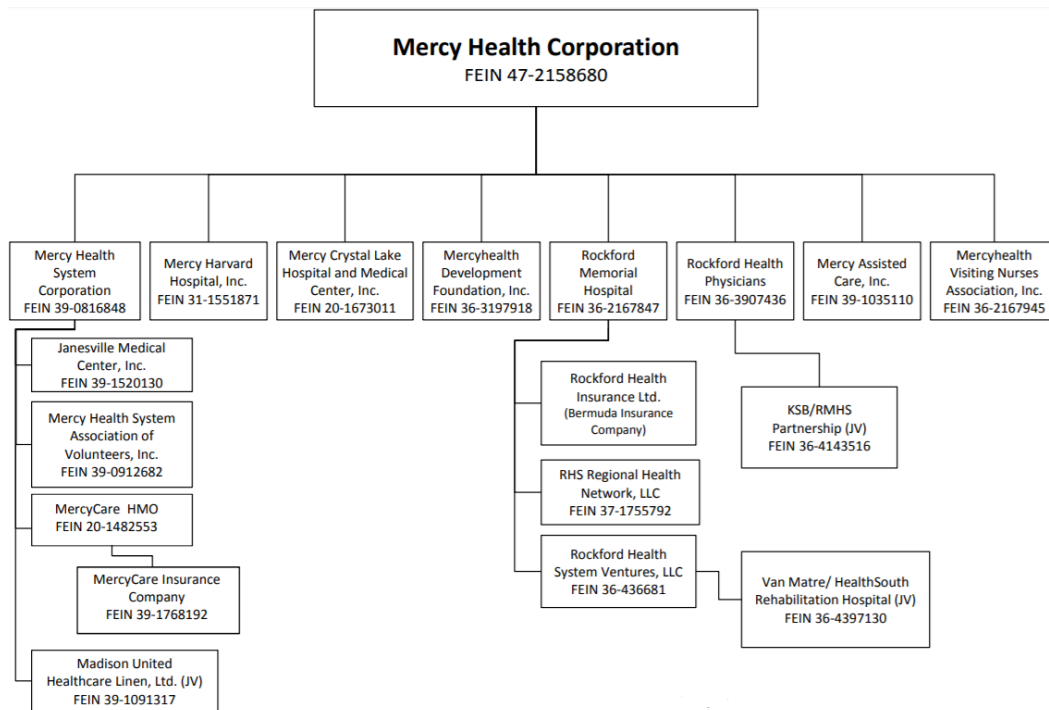 Mercy Health Corporation
FEIN 47-2158680
Mercy Health
System
Corporation
FEIN 39-0816848
Mercy Harvard
Hospital, Inc.
FEIN 31-1551871
Mercy Crystal Lake
Hospital and Medical
Center, Inc.
FEIN 20-1673011
Mercyhealth
Development
Foundation, Inc.
FEIN 36-3197918
Rockford
Memorial
Hospital
FEIN 36-2167847
Rockford Health
Physicians
FEIN 36-3907436
Mercy Assisted
Care, Inc.
FEIN 39-1035110
Mercyhealth
Visiting Nurses
Association, Inc.
FEIN 36-2167945
Janesville Medical
Center, Inc.
FEIN 39-1520130
Mercy Health System
Association of
Volunteers, Inc.
FEIN 39-0912682
MercyCare HMO
FEIN 20-1482553
MercyCare Insurance
Company
FEIN 39-1768192
Madison United
Healthcare Linen, Ltd. (JV)
FEIN 39-1091317
Rockford Health
Insurance Ltd.
(Bermuda Insurance
Company)
RHS Regional Health
Network, LLC
FEIN 37-1755792
Rockford Health
System Ventures, LLC
FEIN 36-436681
KSB/RMHS
Partnership (JV)
FEIN 36-4143516
Van Matre/ HealthSouth
Rehabilitation Hospital (JV)
FEIN 36-4397130